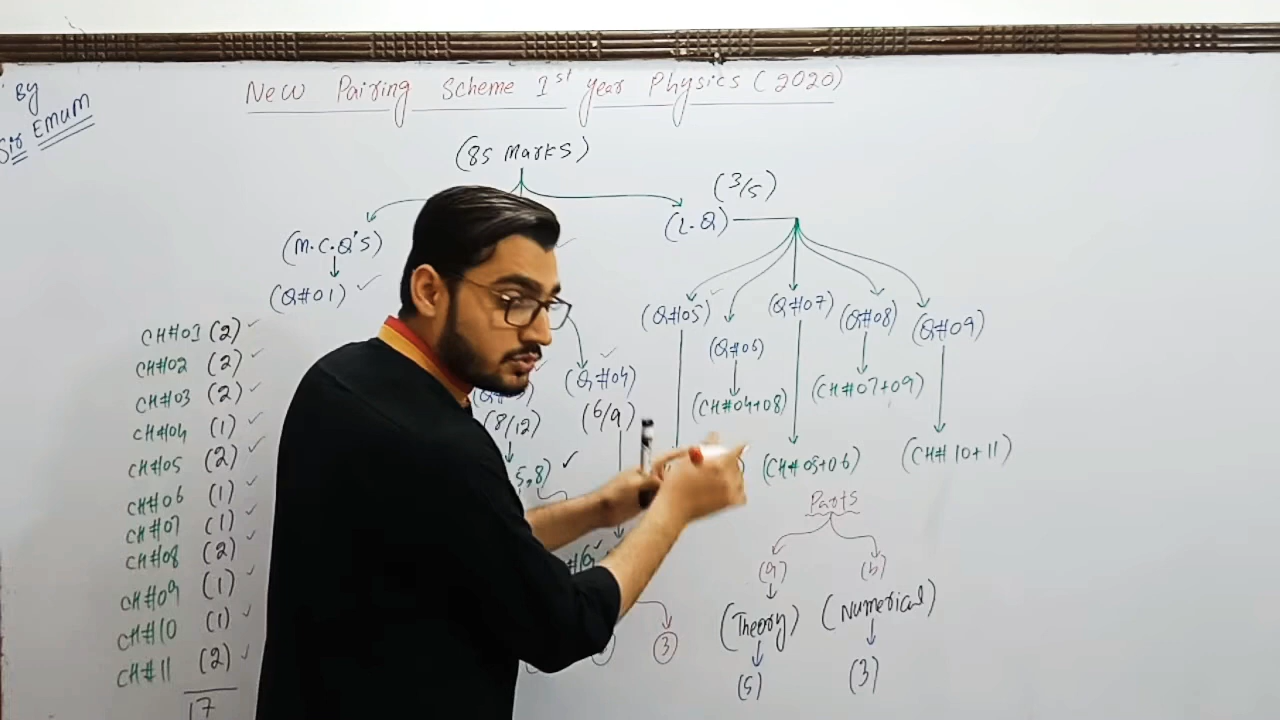 By
Sir EMUM
New Pairing Scheme 1st year Physics (2020)
(85 Marks)
(M.C.Q'S)
(Q#01)
CH#01 (2)
CH#02 (2)
CH#03 (2)
CH#04 (1)
CH#05 (2)
CH#06 (1)
CH#07 (1)
CH#08 (2)
CH#09 (1)
CH#10 (1)
CH#11 (2)
17
(8/12)
5,8)
(Q#04)
(6/9)
3
(L.Q)
(3/5)
(Q#05)
(Q#06)
(CH#04+08)
(Q#07)
(CH#05+06)
(Q#08)
(CH#07+09)
(Q#09)
(CH#10+11)
Parts
(a)
(b)
(Theory)
(Numerical)
(5)
(3)